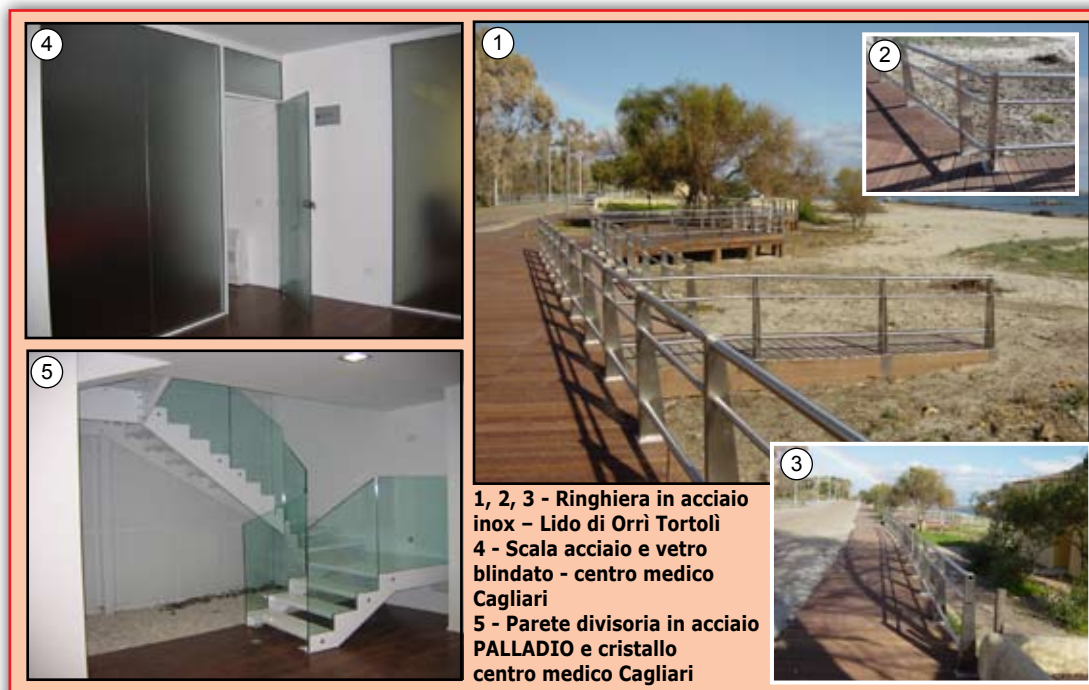 4
1
2
5
3
1, 2, 3 - Ringhiera in acciaio
inox – Lido di Orrì Tortolì
4 - Scala acciaio e vetro
blindato - centro medico
Cagliari
5 - Parete divisoria in acciaio
PALLADIO e cristallo
centro medico Cagliari